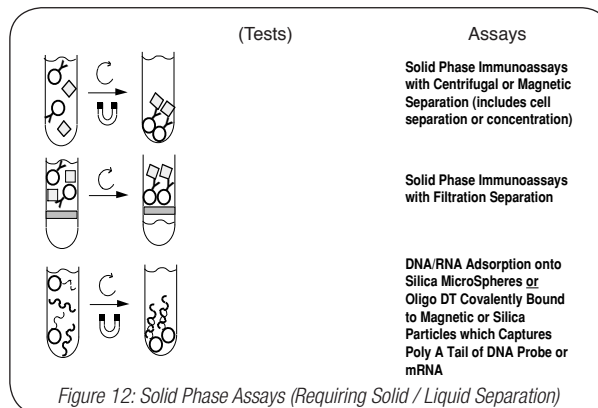 (Tests) Assays
Solid Phase Immunoassays
with Centrifugal or Magnetic
Separation (includes cell
separation or concentration)
Solid Phase Immunoassays
with Filtration Separation
DNA/RNA Adsorption onto
Silica MicroSpheres or
Oligo DT Covalently Bound
to Magnetic or Silica
Particles which Captures
Poly A Tail of DNA Probe or
mRNA
Figure 12: Solid Phase Assays (Requiring Solid / Liquid Separation)